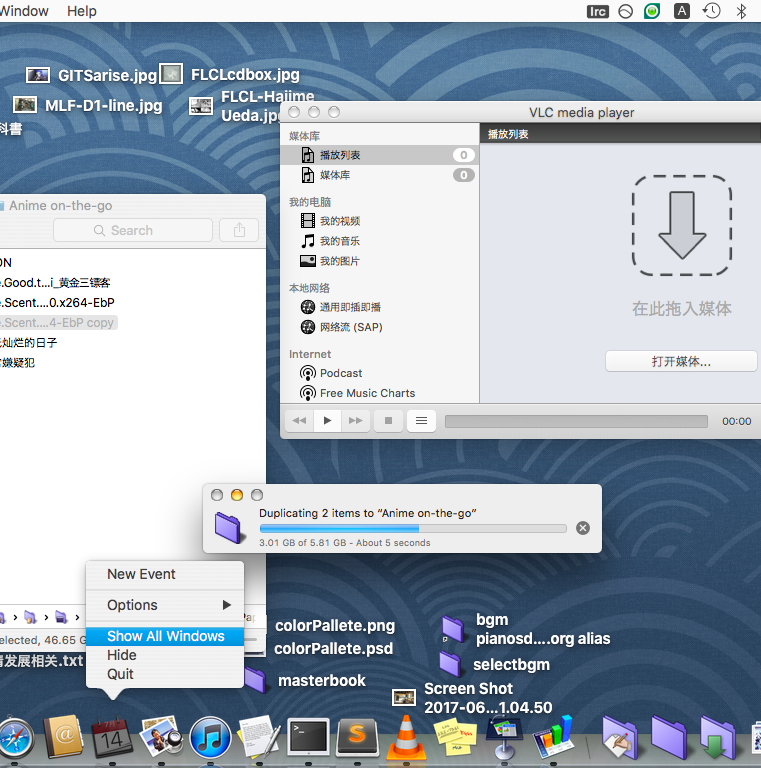 Window Help
Irc
A
GITSarise.jpg
FLCLcdbox.jpg
MLF-D1-line.jpg
FLCL-Hajime
Ueda.jpg
科書
VLC media player
媒体库
播放列表 0
媒体库 0
我的电脑
我的视频
我的音乐
我的图片
本地网络
通用即插即播
网络流 (SAP)
Internet
Podcast
Free Music Charts
播放列表
在此拖入媒体
打开媒体...
00:00
Anime on-the-go
Search
ON
e.Good.t...i_黄金三镖客
e.Scent....0.x264-EbP
e.Scent....4-EbP copy
灿烂的日子
嫌疑犯
Duplicating 2 items to “Anime on-the-go”
3.01 GB of 5.81 GB - About 5 seconds
elected, 46.65 G
发展相关.txt
New Event
Options
Show All Windows
Hide
Quit
colorPallete.png
colorPallete.psd
masterbook
bgm
pianosd....org alias
selectbgm
Screen Shot
2017-06...1.04.50
14